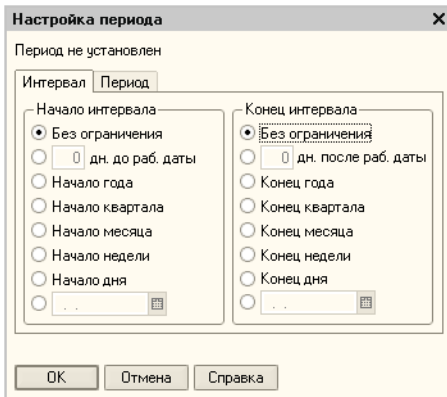 Настройка периода
Период не установлен
Интервал Период
Начало интервала
Без ограничения
0 дн. до раб. даты
Начало года
Начало квартала
Начало месяца
Начало недели
Начало дня
. .
Конец интервала
Без ограничения
0 дн. после раб. даты
Конец года
Конец квартала
Конец месяца
Конец недели
Конец дня
. .
OK Отмена Справка